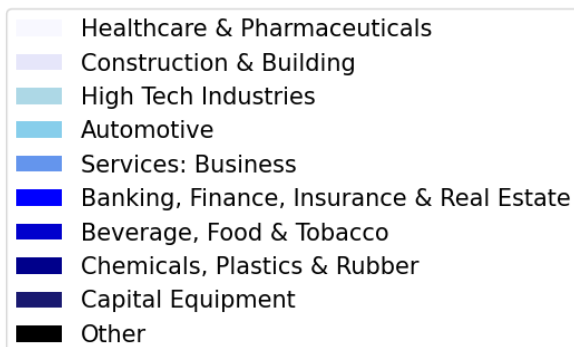 Healthcare & Pharmaceuticals
Construction & Building
High Tech Industries
Automotive
Services: Business
Banking, Finance, Insurance & Real Estate
Beverage, Food & Tobacco
Chemicals, Plastics & Rubber
Capital Equipment
Other